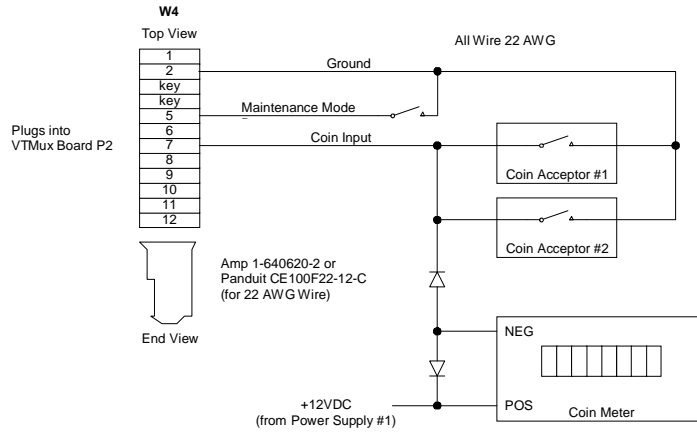 W4
Top View
All Wire 22 AWG
1
2
key
key
5
6
7
8
9
10
11
12
Ground
Maintenance Mode
Coin Input
Plugs into
VTMux Board P2
Coin Acceptor #1
Coin Acceptor #2
Amp 1-640620-2 or
Panduit CE100F22-12-C
(for 22 AWG Wire)
End View
NEG
POS
Coin Meter
+12VDC
(from Power Supply #1)